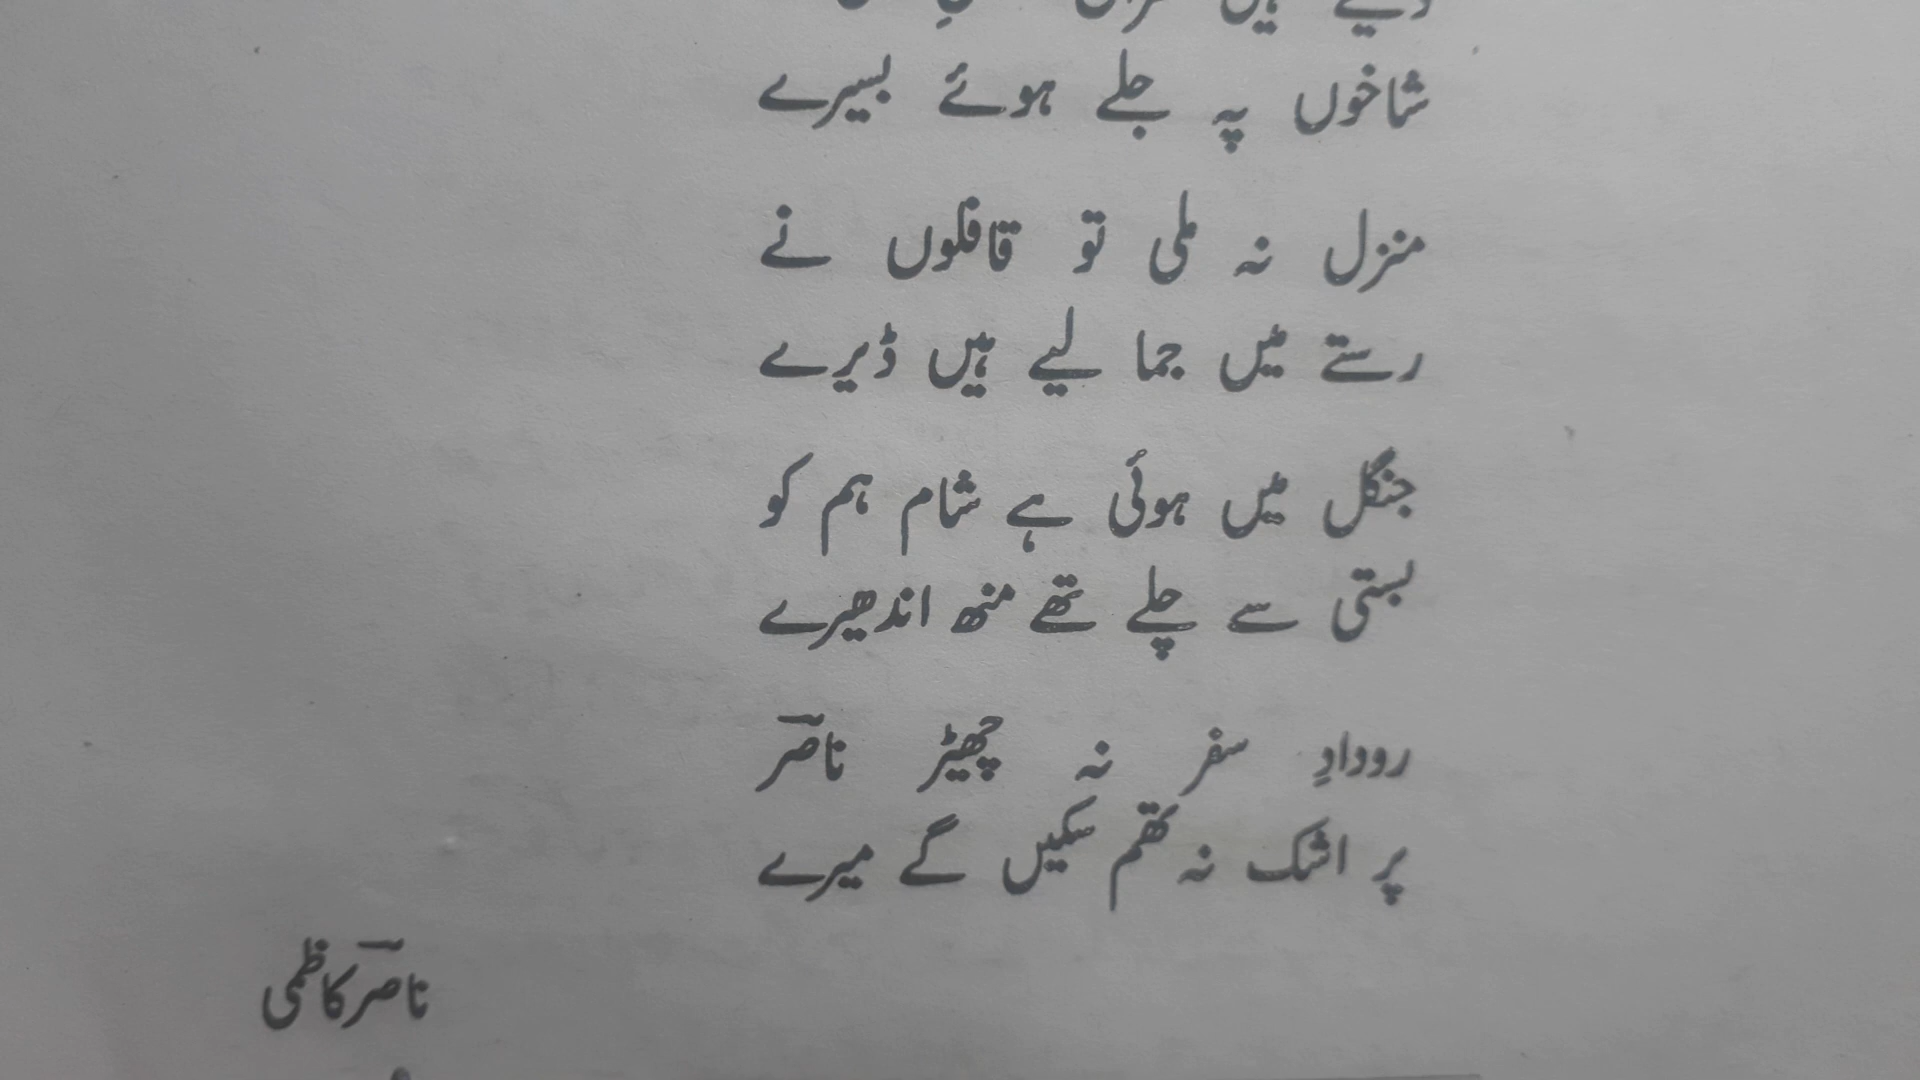 شاخوں پہ جلے ہوئے بسیرے
منزل نہ ملی تو قافلوں نے
رستے میں جما لیے ہیں ڈیرے
جنگل میں ہوئی ہے شام ہم کو
بستی سے چلے تھے منھ اندھیرے
رودادِ سفر نہ چھیڑ ناصرؔ
پر اشک نہ تھم سکیں گے میرے
ناصرؔ کاظمی